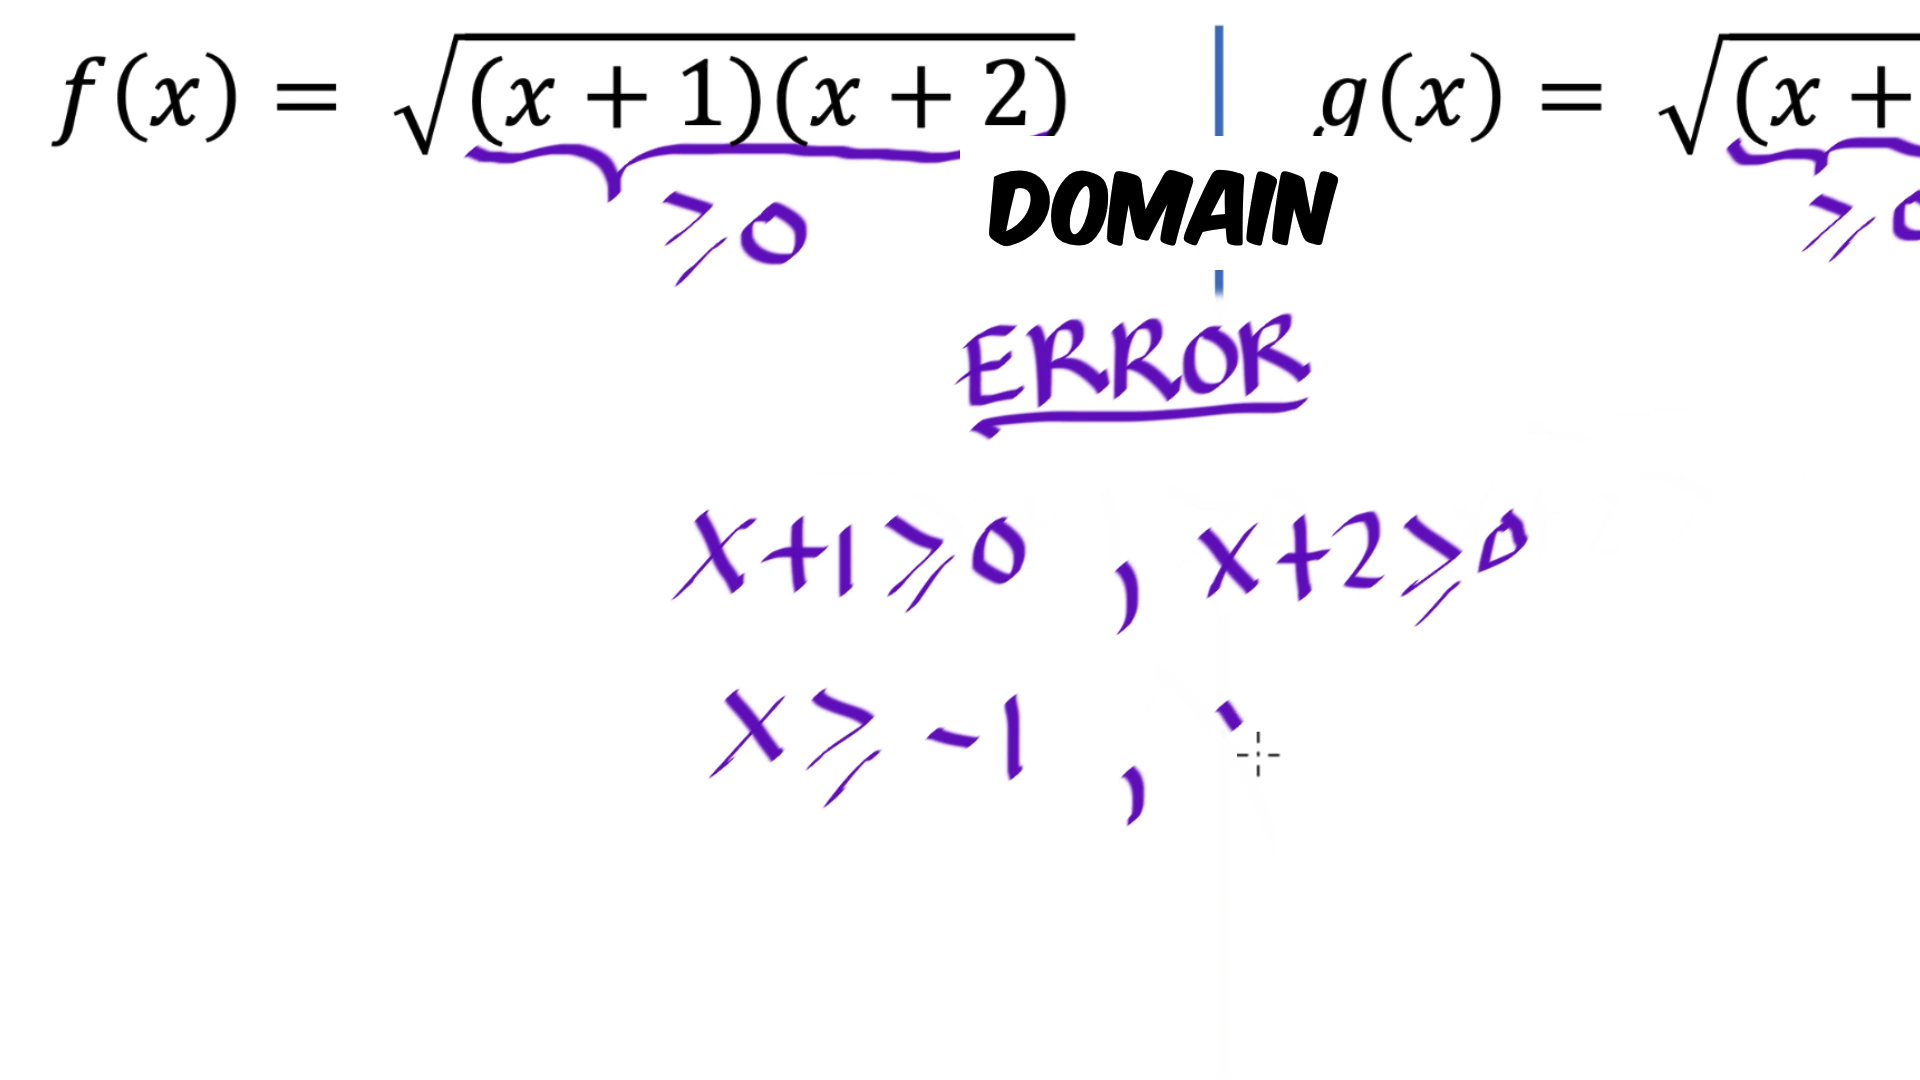 f(x) = √(x + 1)(x + 2) g(x) = √(x +
≥0 DOMAIN ≥0
ERROR
x+1≥0 , x+2≥0
x≥ -1 ,